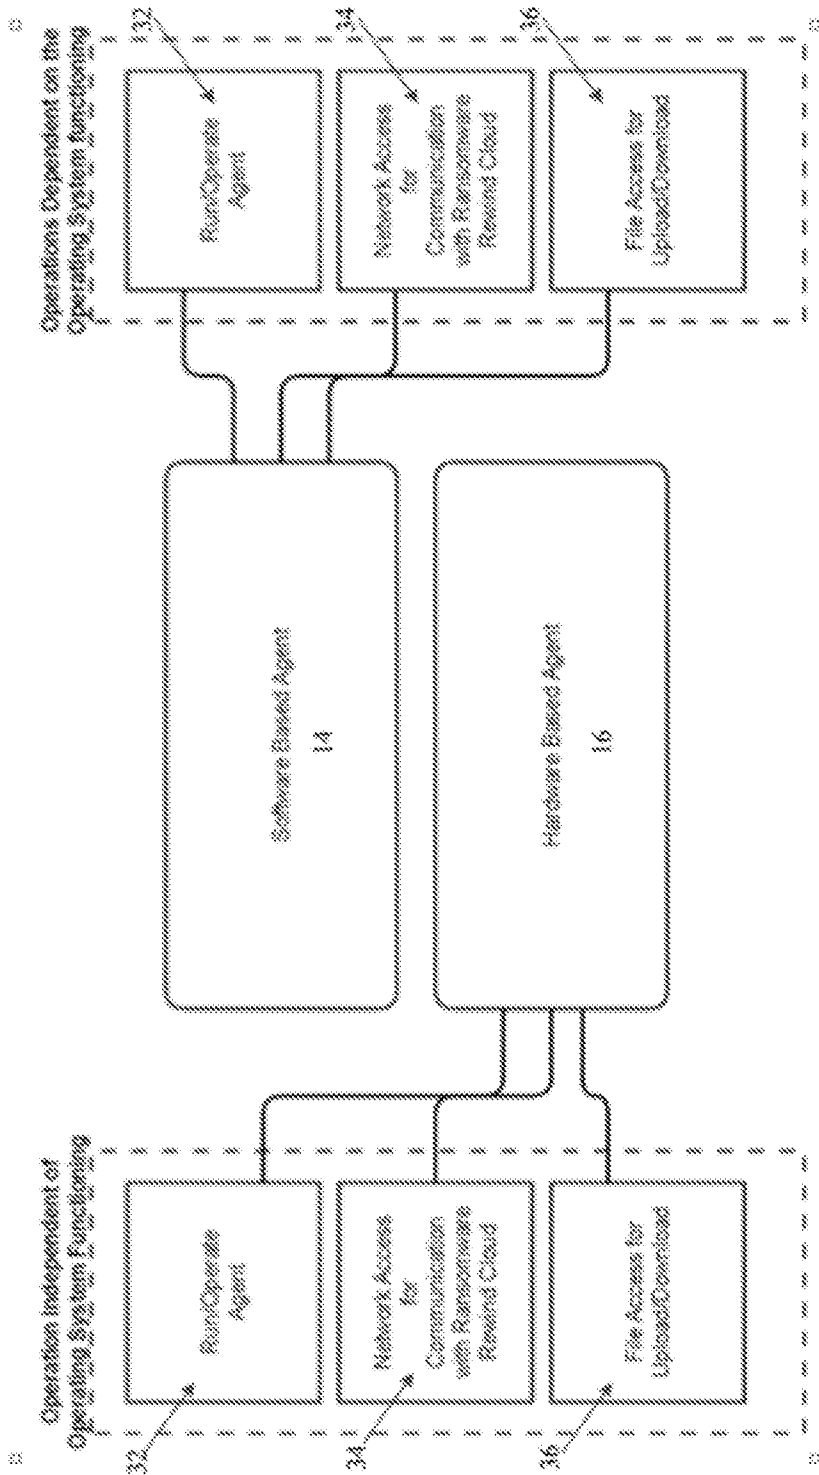 Operation Independent of
Operating System Functioning
32
Run/Operate
Agent
34
Network Access
for
Communication
with Ransomware
Rewind Cloud
36
File Access for
Upload/Download
Software Based Agent
14
Hardware Based Agent
16
Operations Dependent on the
Operating System functioning
32
Run/Operate
Agent
34
Network Access
for
Communication
with Ransomware
Rewind Cloud
36
File Access for
Upload/Download